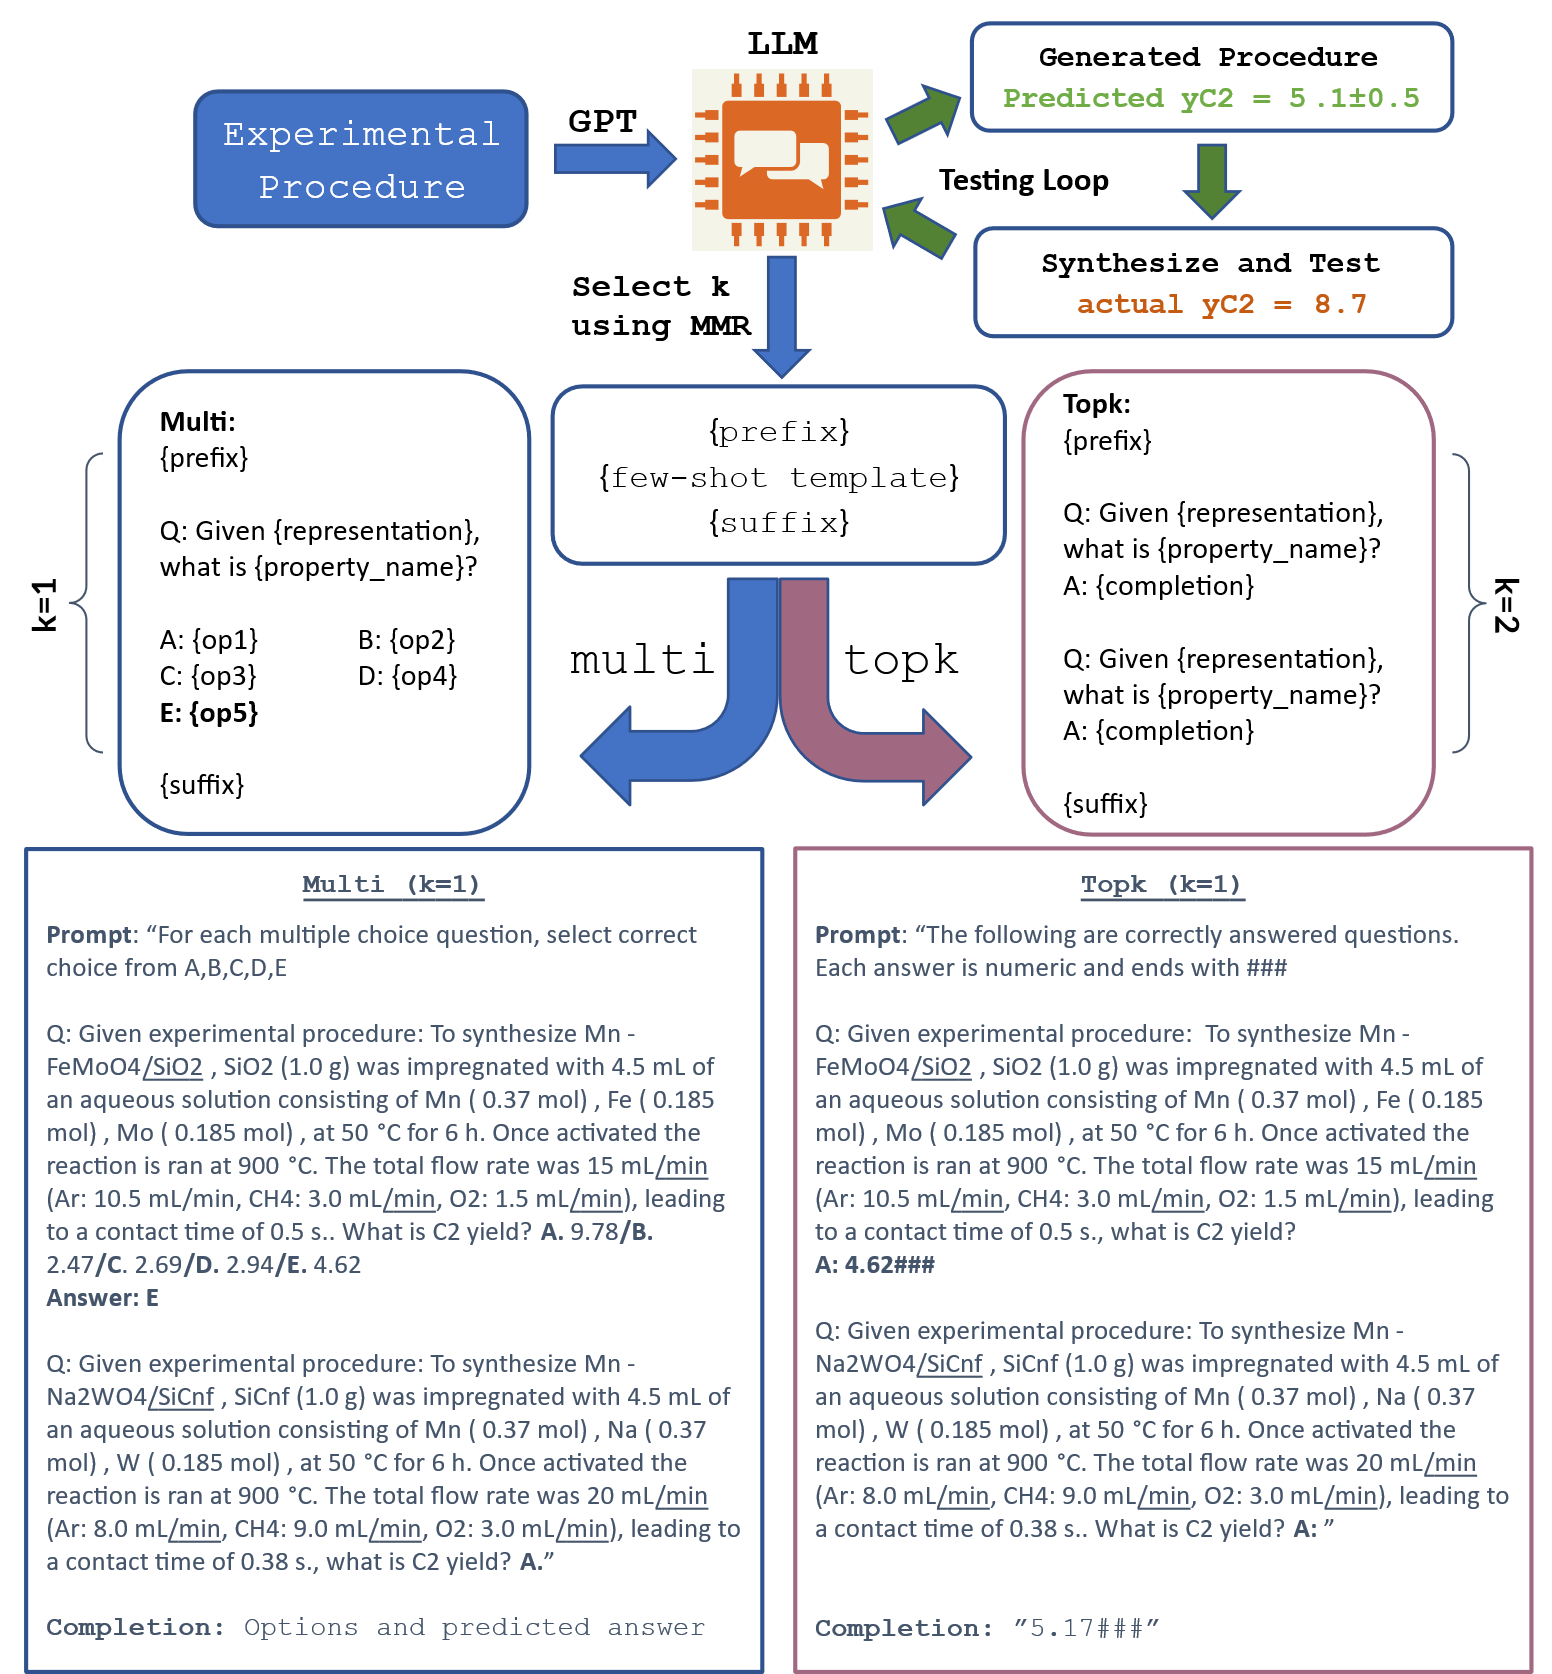 LLM
Experimental
Procedure
GPT
Generated Procedure
Predicted yC2 = 5.1±0.5
Testing Loop
Synthesize and Test
actual yC2 = 8.7
Select k
using MMR
{prefix}
{few-shot template}
{suffix}
multi
topk
k=1
Multi:
{prefix}
Q: Given {representation},
what is {property_name}?
A: {op1} B: {op2}
C: {op3} D: {op4}
E: {op5}
{suffix}
Topk:
{prefix}
Q: Given {representation},
what is {property_name}?
A: {completion}
Q: Given {representation},
what is {property_name}?
A: {completion}
{suffix}
k=2
Multi (k=1)
Prompt: “For each multiple choice question, select correct
choice from A,B,C,D,E
Q: Given experimental procedure: To synthesize Mn -
FeMoO4/SiO2 , SiO2 (1.0 g) was impregnated with 4.5 mL of
an aqueous solution consisting of Mn ( 0.37 mol) , Fe ( 0.185
mol) , Mo ( 0.185 mol) , at 50 °C for 6 h. Once activated the
reaction is ran at 900 °C. The total flow rate was 15 mL/min
(Ar: 10.5 mL/min, CH4: 3.0 mL/min, O2: 1.5 mL/min), leading
to a contact time of 0.5 s.. What is C2 yield? A. 9.78/B.
2.47/C. 2.69/D. 2.94/E. 4.62
Answer: E
Q: Given experimental procedure: To synthesize Mn -
Na2WO4/SiCnf , SiCnf (1.0 g) was impregnated with 4.5 mL of
an aqueous solution consisting of Mn ( 0.37 mol) , Na ( 0.37
mol) , W ( 0.185 mol) , at 50 °C for 6 h. Once activated the
reaction is ran at 900 °C. The total flow rate was 20 mL/min
(Ar: 8.0 mL/min, CH4: 9.0 mL/min, O2: 3.0 mL/min), leading to
a contact time of 0.38 s., what is C2 yield? A.”
Completion: Options and predicted answer
Topk (k=1)
Prompt: “The following are correctly answered questions.
Each answer is numeric and ends with ###
Q: Given experimental procedure:  To synthesize Mn -
FeMoO4/SiO2 , SiO2 (1.0 g) was impregnated with 4.5 mL of
an aqueous solution consisting of Mn ( 0.37 mol) , Fe ( 0.185
mol) , Mo ( 0.185 mol) , at 50 °C for 6 h. Once activated the
reaction is ran at 900 °C. The total flow rate was 15 mL/min
(Ar: 10.5 mL/min, CH4: 3.0 mL/min, O2: 1.5 mL/min), leading
to a contact time of 0.5 s., what is C2 yield?
A: 4.62###
Q: Given experimental procedure: To synthesize Mn -
Na2WO4/SiCnf , SiCnf (1.0 g) was impregnated with 4.5 mL of
an aqueous solution consisting of Mn ( 0.37 mol) , Na ( 0.37
mol) , W ( 0.185 mol) , at 50 °C for 6 h. Once activated the
reaction is ran at 900 °C. The total flow rate was 20 mL/min
(Ar: 8.0 mL/min, CH4: 9.0 mL/min, O2: 3.0 mL/min), leading to
a contact time of 0.38 s.. What is C2 yield? A: ”
Completion: ”5.17###”